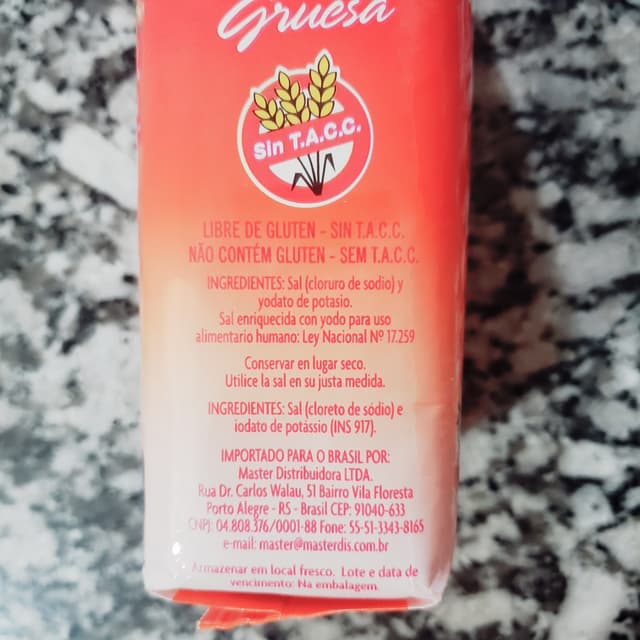 Gruesa
Sin T.A.C.C.
LIBRE DE GLUTEN - SIN T.A.C.C.
NÃO CONTÉM GLUTEN - SEM T.A.C.C.
INGREDIENTES: Sal (cloruro de sodio) y
yodato de potasio.
Sal enriquecida con yodo para uso
alimentario humano: Ley Nacional Nº 17.259
Conservar en lugar seco.
Utilice la sal en su justa medida.
INGREDIENTES: Sal (cloreto de sódio) e
iodato de potássio (INS 917).
IMPORTADO PARA O BRASIL POR:
Master Distribuidora LTDA.
Rua Dr. Carlos Walau, 51 Bairro Vila Floresta
Porto Alegre - RS - Brasil CEP: 91040-633
CNPJ: 04.808.376/0001-88 Fone: 55-51-3343-8165
e-mail: master@masterdis.com.br
Armazenar em local fresco. Lote e data de
vencimento: Na embalagem.